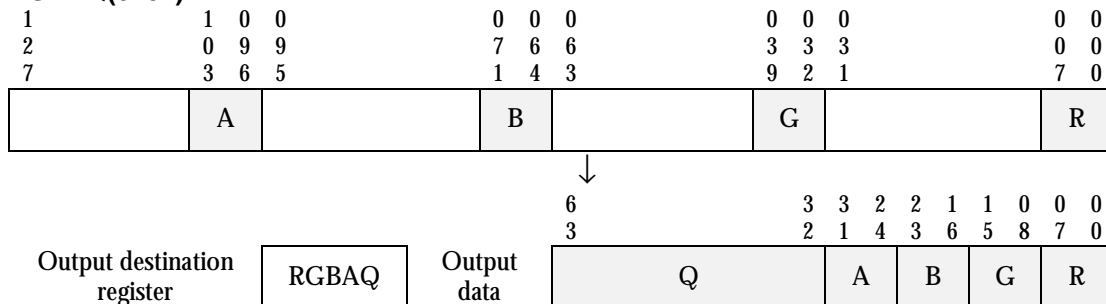 1 1 0 0 0 0 0 0 0 0 0 0
2 0 9 9 7 6 6 3 3 3 0 0
7 3 6 5 1 4 3 9 2 1 7 0
A B G R
↓
6 3 3 2 2 1 1 0 0 0
3 2 1 4 3 6 5 8 7 0
Output destination
register
RGBAQ
Output
data
Q A B G R